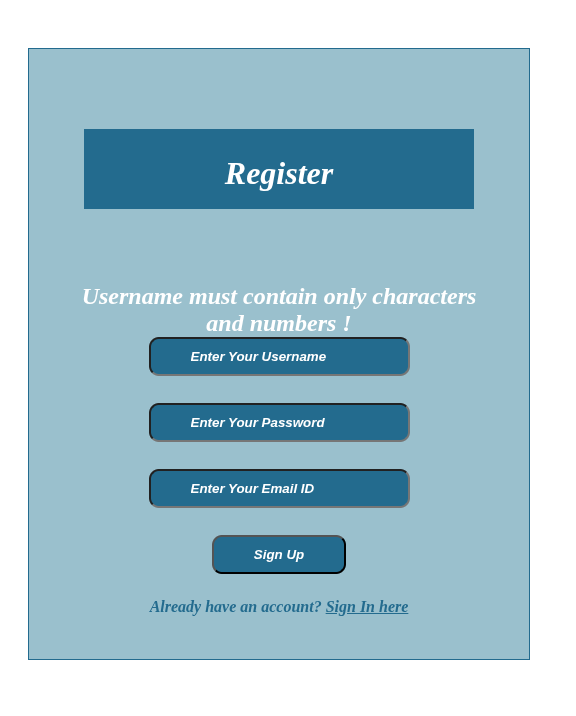 Register
Username must contain only characters
and numbers !
Enter Your Username
Enter Your Password
Enter Your Email ID
Sign Up
Already have an account? Sign In here